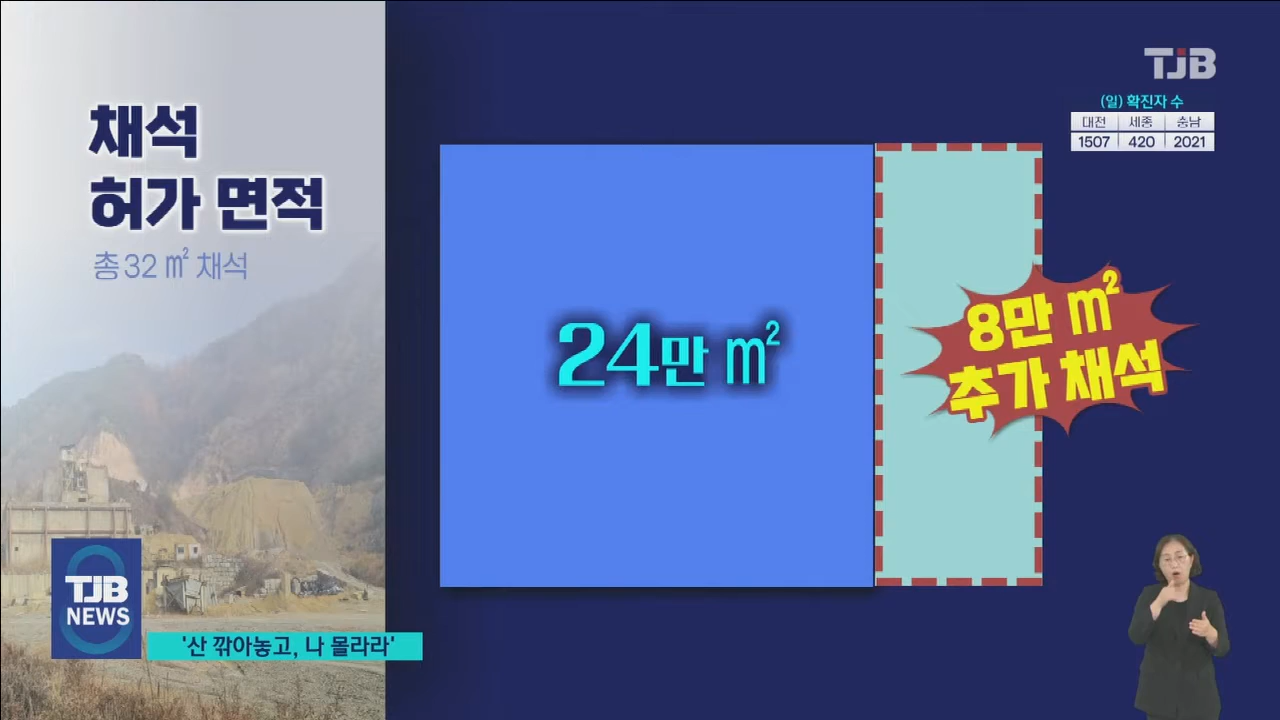 채석
허가 면적
총 32 ㎡ 채석
24만 ㎡
8만 ㎡
추가 채석
TJB
(일) 확진자 수
대전 세종 충남
1507 420 2021
TJB
NEWS
'산 깎아놓고, 나 몰라라'